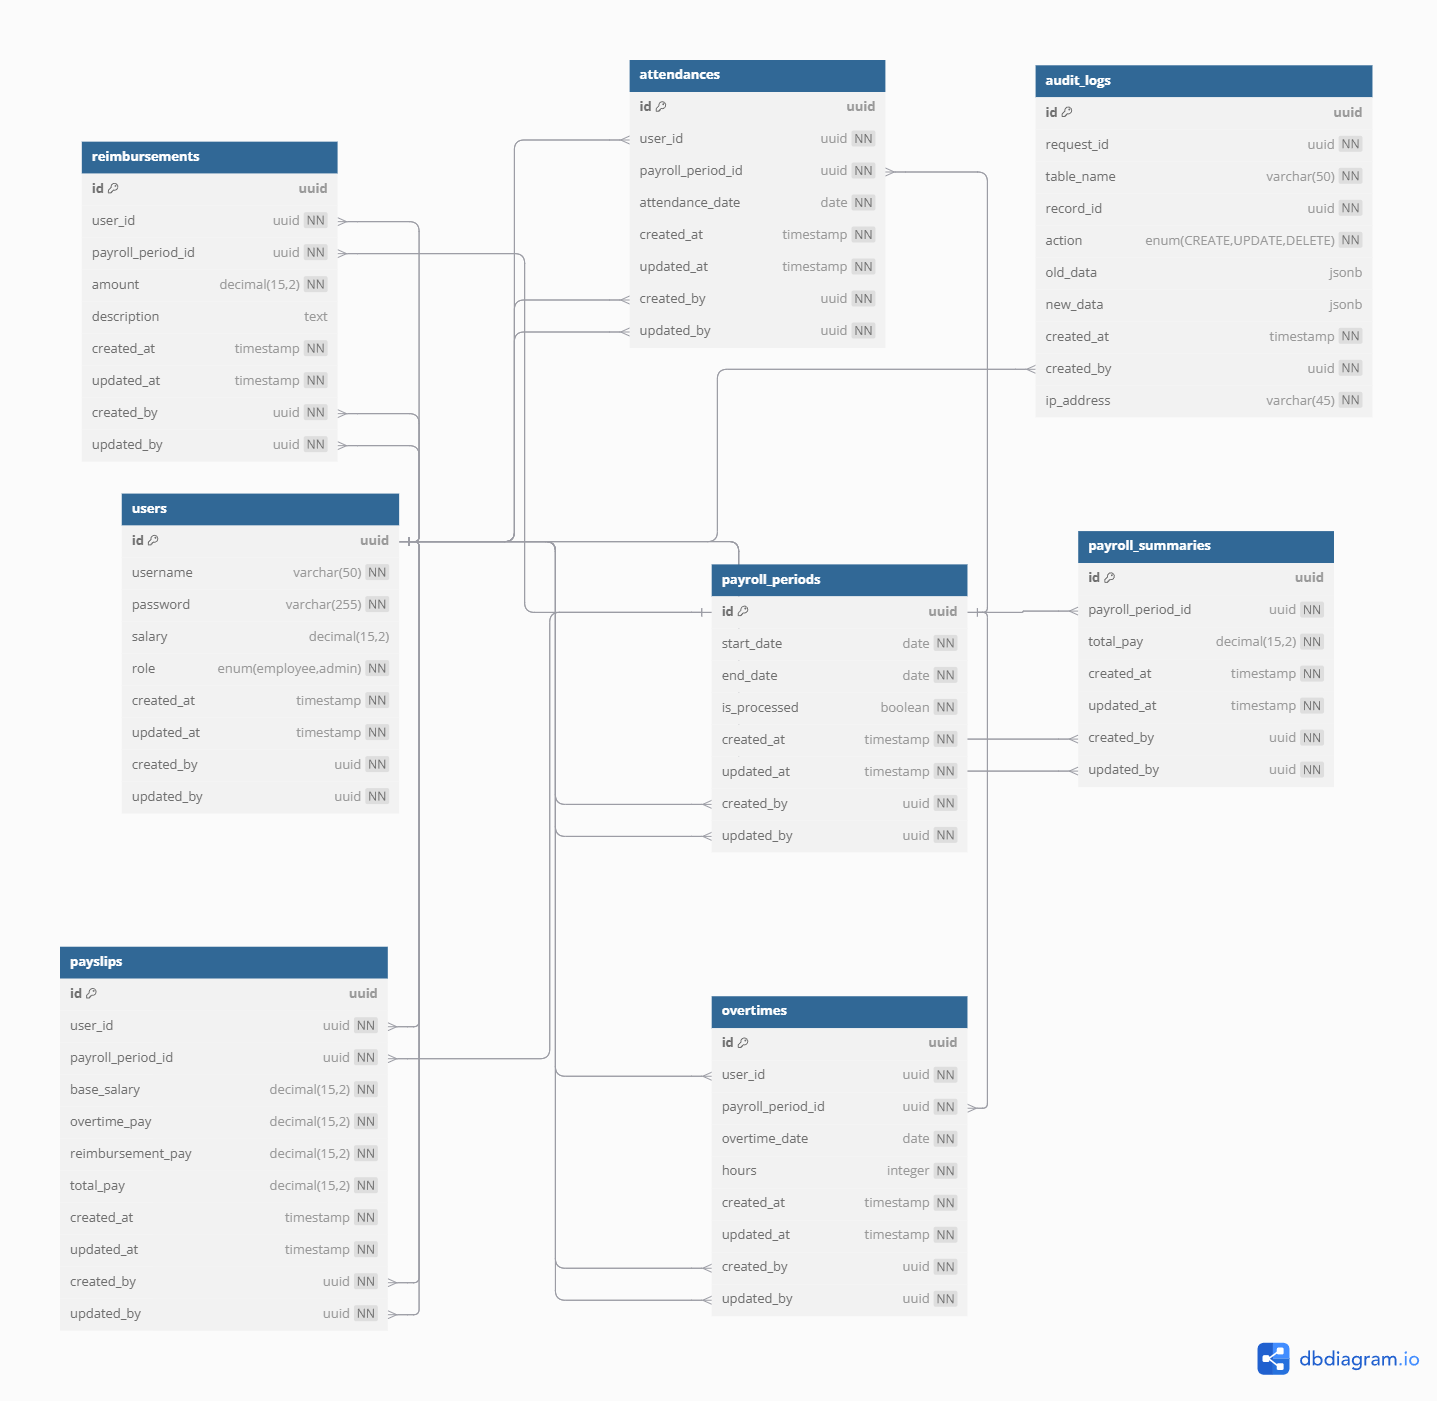 attendances
id uuid
user_id uuid NN
payroll_period_id uuid NN
attendance_date date NN
created_at timestamp NN
updated_at timestamp NN
created_by uuid NN
updated_by uuid NN
audit_logs
id uuid
request_id uuid NN
table_name varchar(50) NN
record_id uuid NN
action enum(CREATE,UPDATE,DELETE) NN
old_data jsonb
new_data jsonb
created_at timestamp NN
created_by uuid NN
ip_address varchar(45) NN
reimbursements
id uuid
user_id uuid NN
payroll_period_id uuid NN
amount decimal(15,2) NN
description text
created_at timestamp NN
updated_at timestamp NN
created_by uuid NN
updated_by uuid NN
users
id uuid
username varchar(50) NN
password varchar(255) NN
salary decimal(15,2)
role enum(employee,admin) NN
created_at timestamp NN
updated_at timestamp NN
created_by uuid NN
updated_by uuid NN
payroll_periods
id uuid
start_date date NN
end_date date NN
is_processed boolean NN
created_at timestamp NN
updated_at timestamp NN
created_by uuid NN
updated_by uuid NN
payroll_summaries
id uuid
payroll_period_id uuid NN
total_pay decimal(15,2) NN
created_at timestamp NN
updated_at timestamp NN
created_by uuid NN
updated_by uuid NN
payslips
id uuid
user_id uuid NN
payroll_period_id uuid NN
base_salary decimal(15,2) NN
overtime_pay decimal(15,2) NN
reimbursement_pay decimal(15,2) NN
total_pay decimal(15,2) NN
created_at timestamp NN
updated_at timestamp NN
created_by uuid NN
updated_by uuid NN
overtimes
id uuid
user_id uuid NN
payroll_period_id uuid NN
overtime_date date NN
hours integer NN
created_at timestamp NN
updated_at timestamp NN
created_by uuid NN
updated_by uuid NN
dbdiagram.io